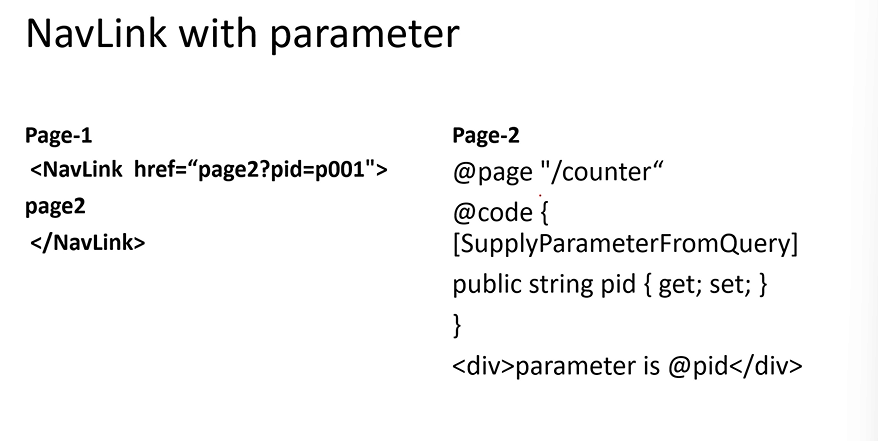 NavLink with parameter
Page-1
<NavLink  href=“page2?pid=p001">
page2
</NavLink>
Page-2
@page "/counter“
@code {
[SupplyParameterFromQuery]
public string pid { get; set; }
}
<div>parameter is @pid</div>